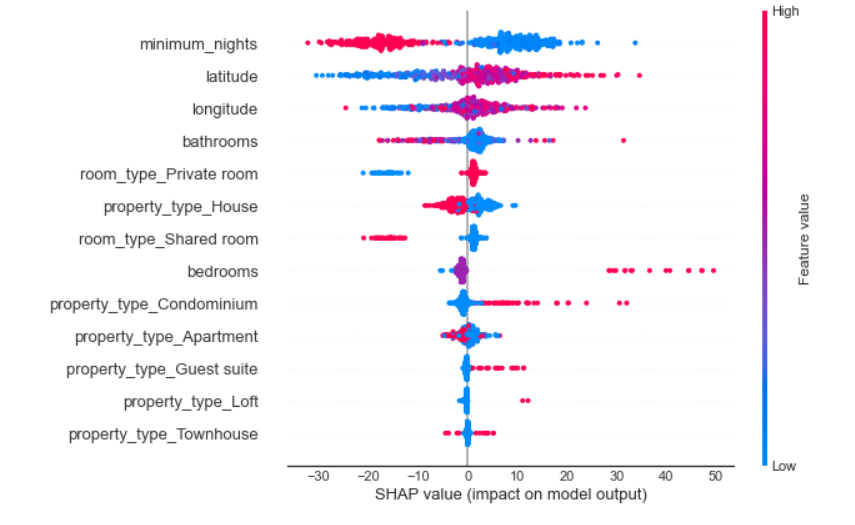 High
minimum_nights
latitude
longitude
bathrooms
room_type_Private room
property_type_House
room_type_Shared room
bedrooms
property_type_Condominium
property_type_Apartment
property_type_Guest suite
property_type_Loft
property_type_Townhouse
Feature value
Low
−30 −20 −10 0 10 20 30 40 50
SHAP value (impact on model output)